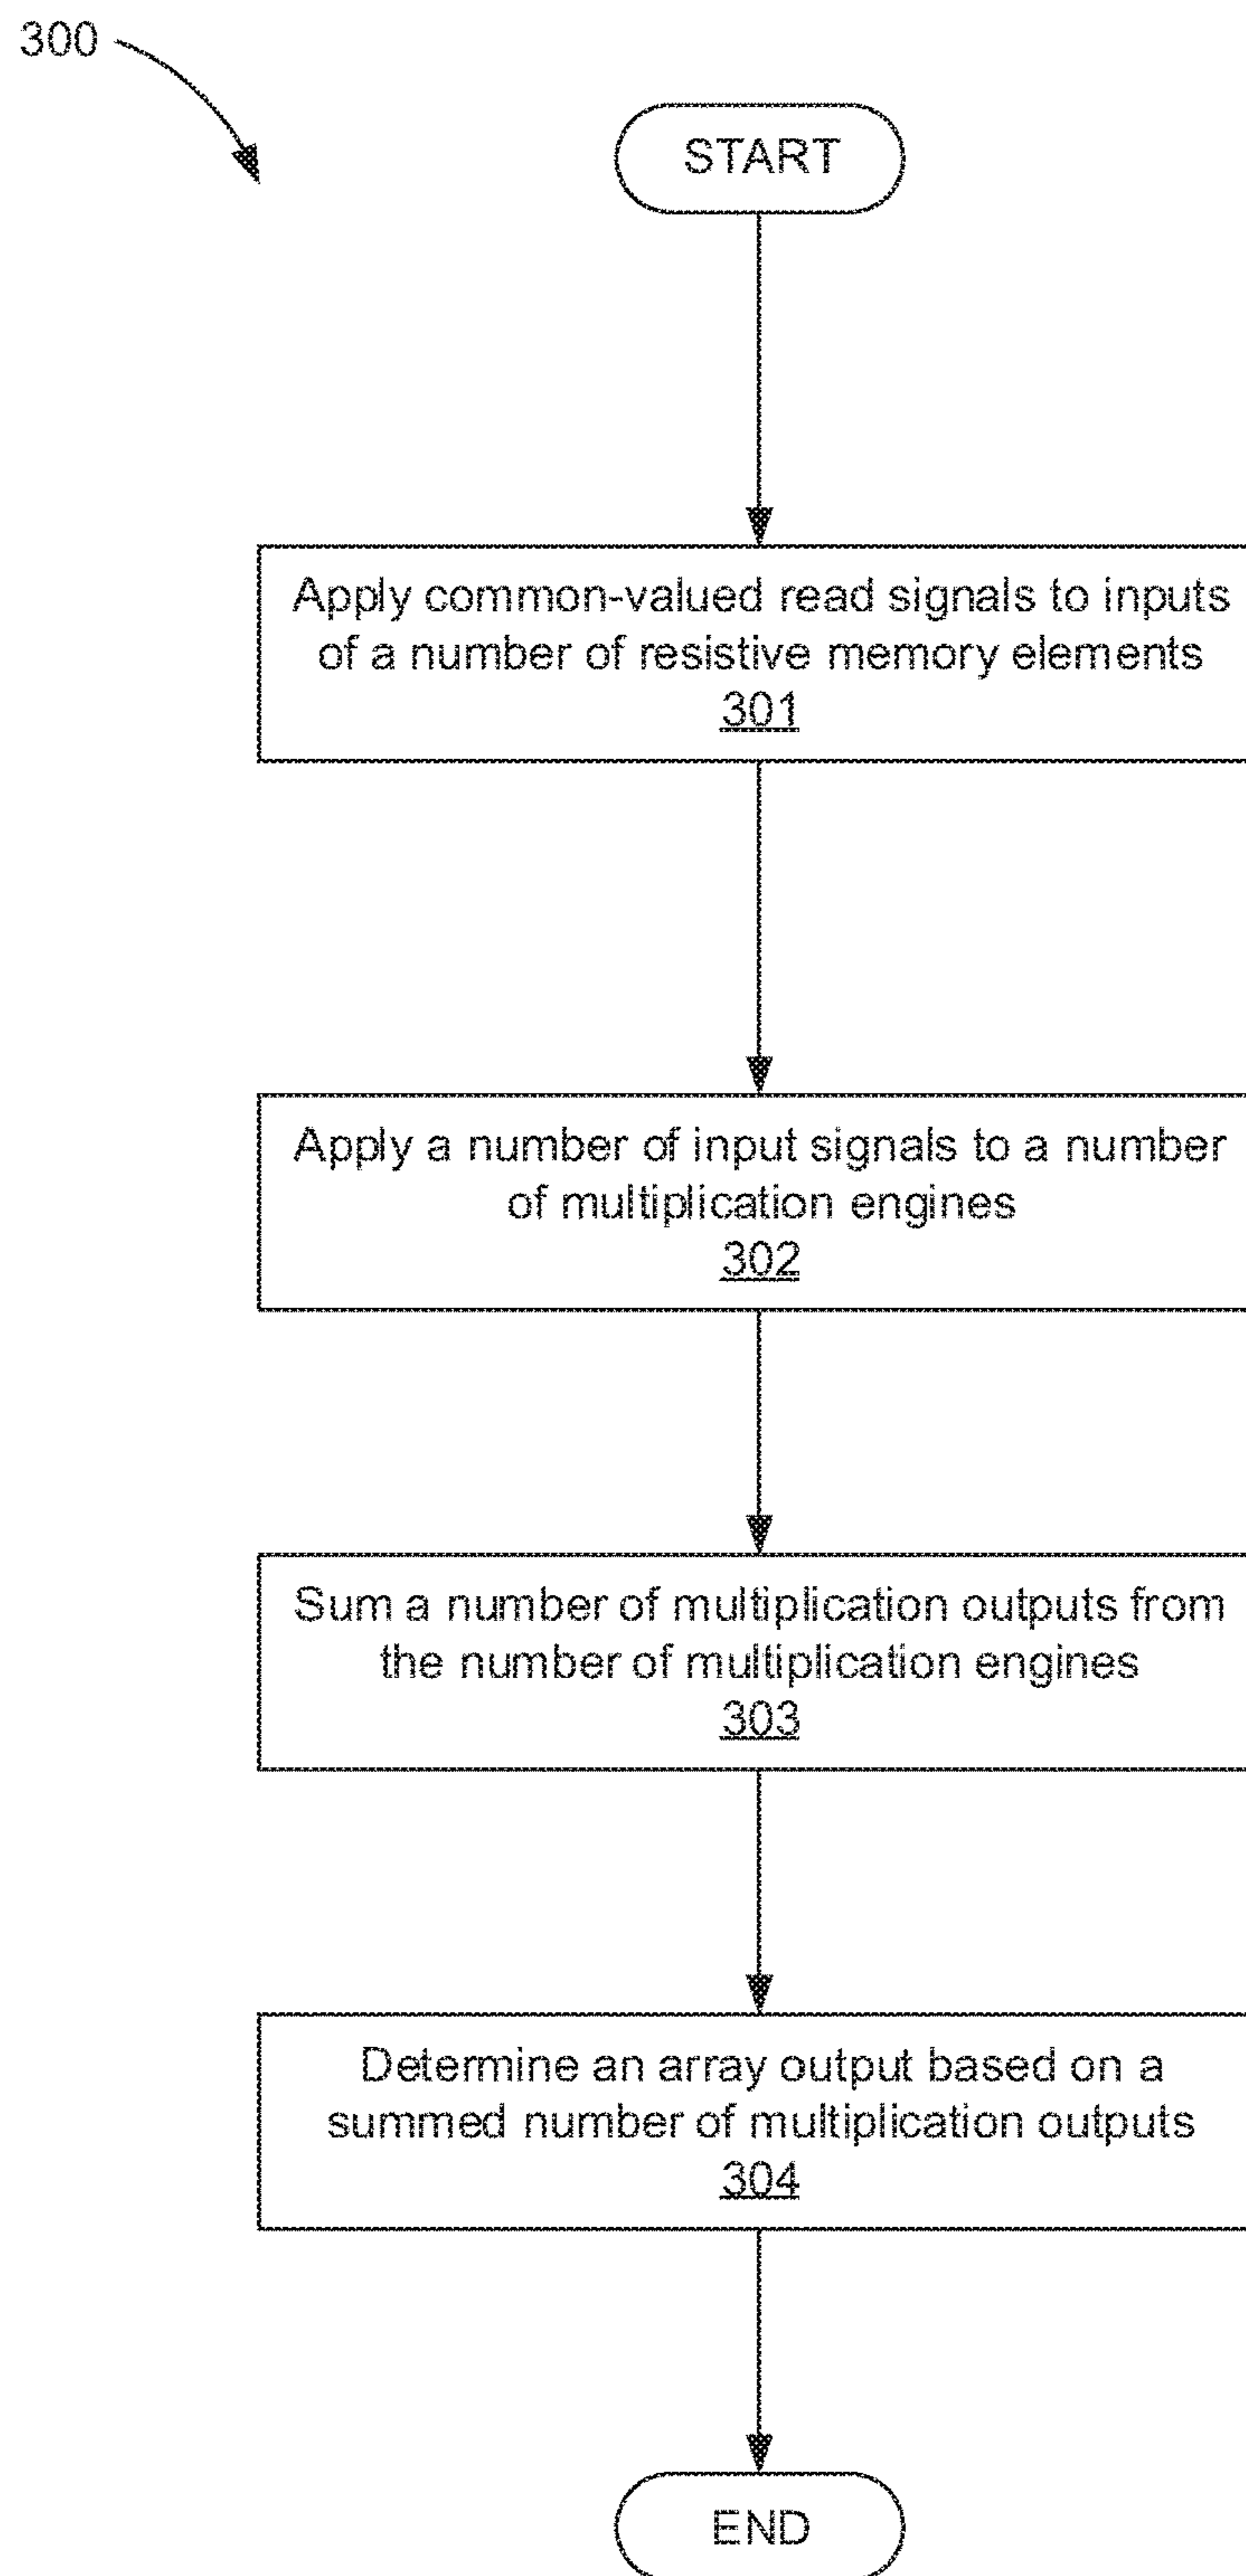 300
START
Apply common-valued read signals to inputs
of a number of resistive memory elements
301
Apply a number of input signals to a number
of multiplication engines
302
Sum a number of multiplication outputs from
the number of multiplication engines
303
Determine an array output based on a
summed number of multiplication outputs
304
END